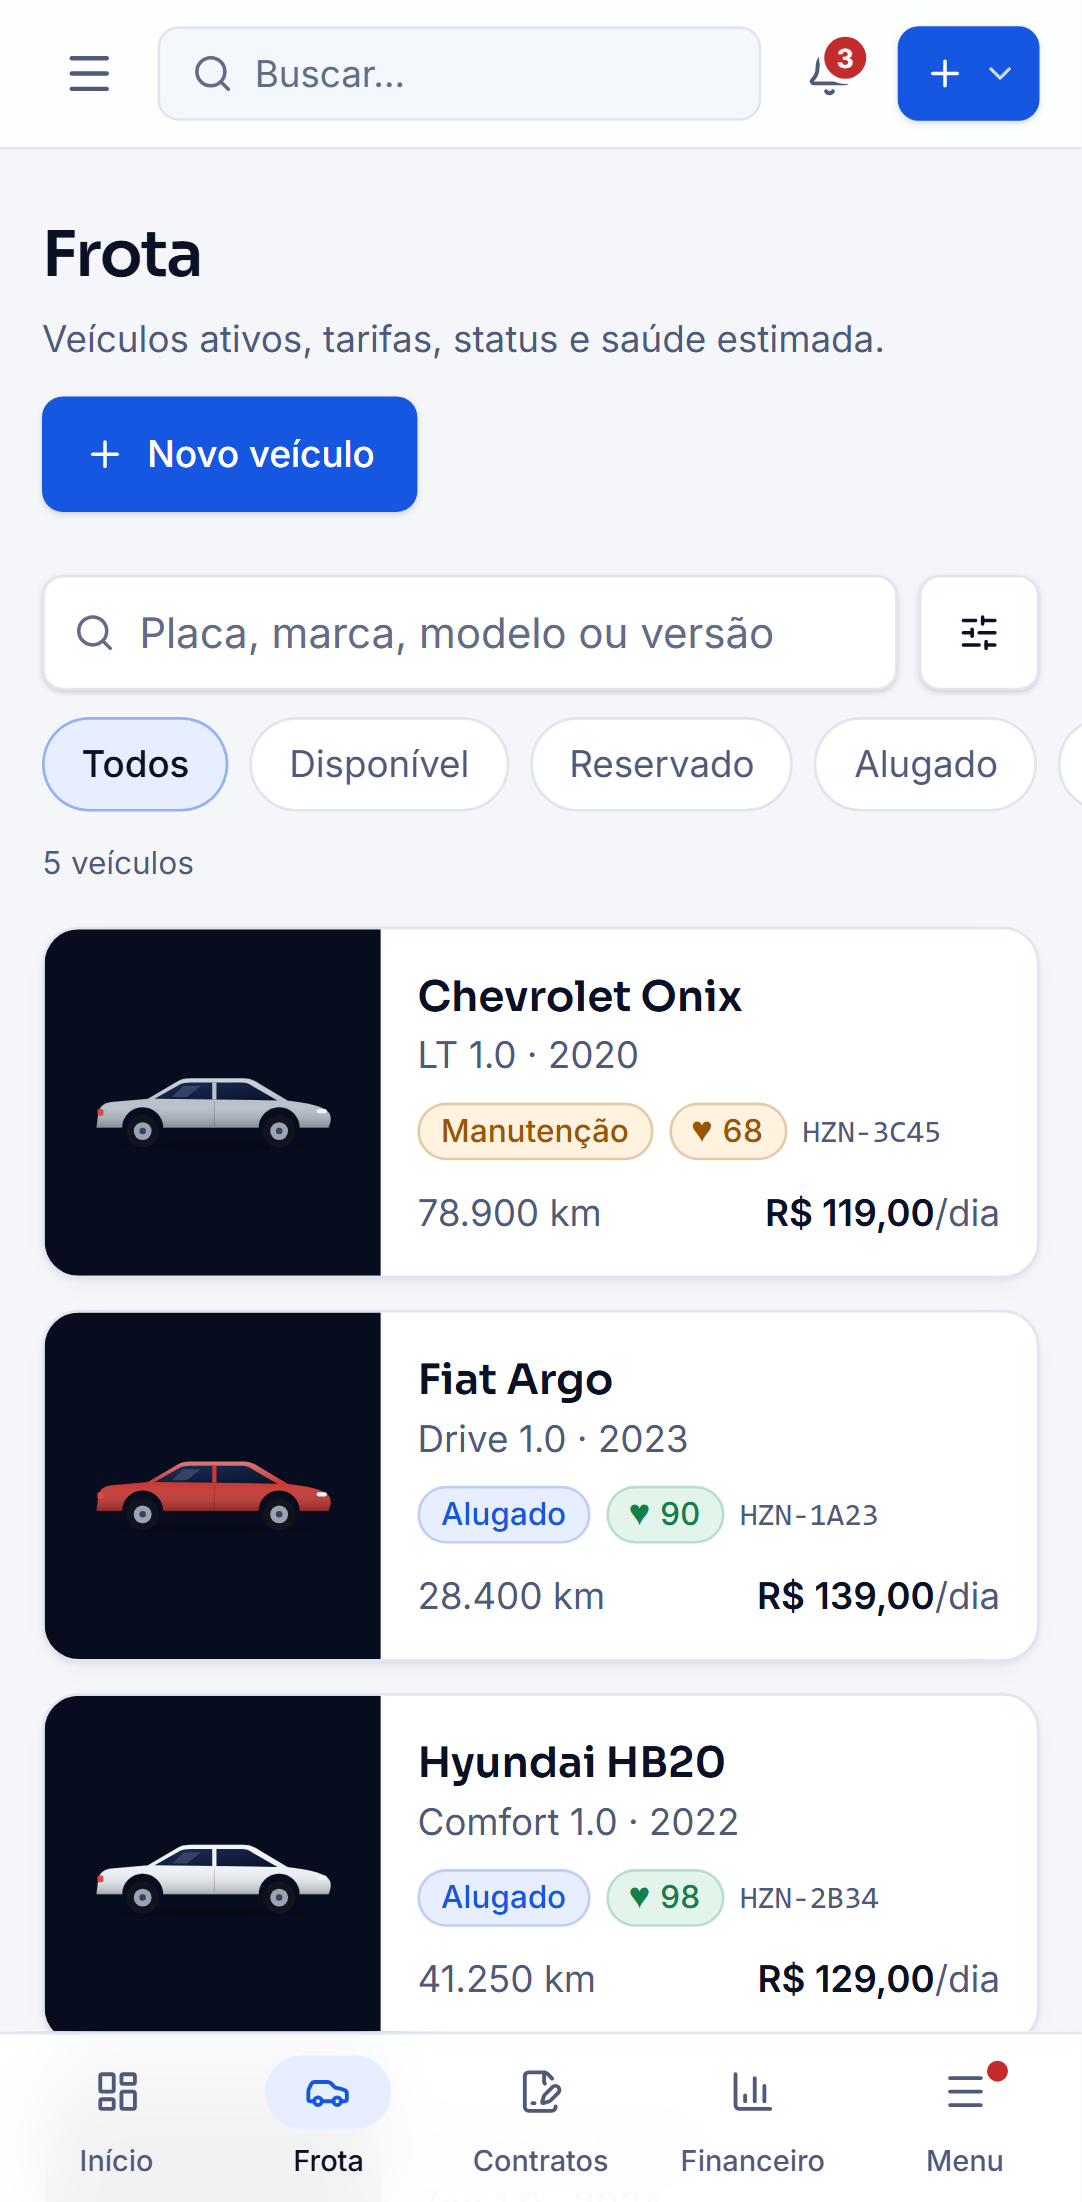 Buscar...
3
Frota
Veículos ativos, tarifas, status e saúde estimada.
Novo veículo
Placa, marca, modelo ou versão
Todos
Disponível
Reservado
Alugado
5 veículos
Chevrolet Onix
LT 1.0 · 2020
Manutenção
♥ 68
HZN-3C45
78.900 km
R$ 119,00/dia
Fiat Argo
Drive 1.0 · 2023
Alugado
♥ 90
HZN-1A23
28.400 km
R$ 139,00/dia
Hyundai HB20
Comfort 1.0 · 2022
Alugado
♥ 98
HZN-2B34
41.250 km
R$ 129,00/dia
Início
Frota
Contratos
Financeiro
Menu